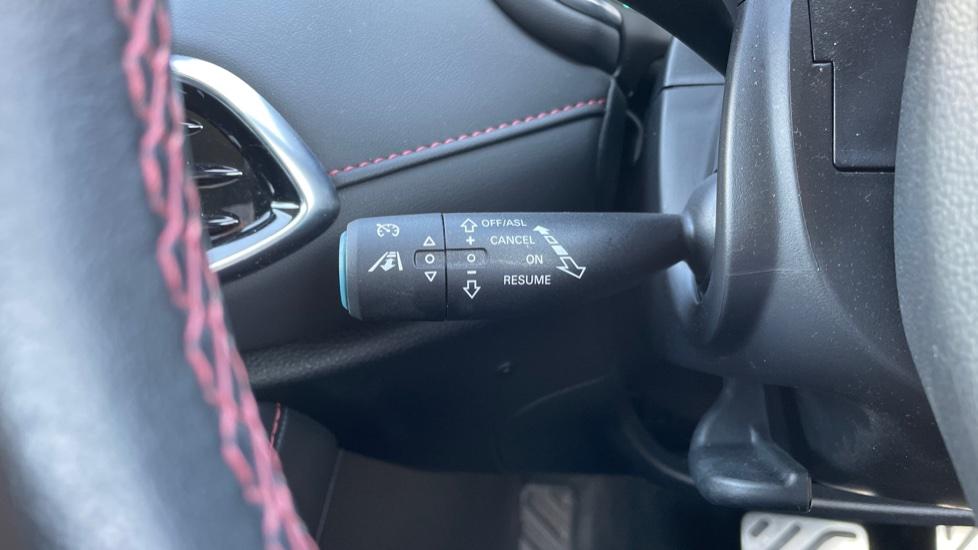 OFF/ASL
+ CANCEL
ON
− RESUME